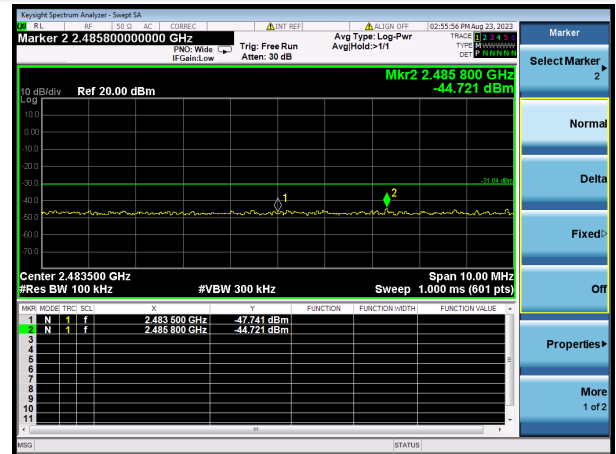 Keysight Spectrum Analyzer - Swept SA
RL RF 50 Ω AC CORREC INT REF ALIGN OFF 02:55:56 PM Aug 23, 2023
Marker 2 2.485800000000 GHz
PNO: Wide
IFGain:Low
Trig: Free Run
Atten: 30 dB
Avg Type: Log-Pwr
Avg|Hold:>1/1
TRACE 1 2 3 4 5 6
TYPE M WWWWW
DET P N N N N N
Mkr2 2.485 800 GHz
-44.721 dBm
10 dB/div Ref 20.00 dBm
Log
10.0
0.00
-10.0
-20.0
-30.0
-40.0
-50.0
-60.0
-70.0
-31.04 dBm
1
2
Center 2.483500 GHz Span 10.00 MHz
#Res BW 100 kHz #VBW 300 kHz Sweep 1.000 ms (601 pts)
MKR MODE TRC SCL X Y FUNCTION FUNCTION WIDTH FUNCTION VALUE
1 N 1 f 2.483 500 GHz -47.741 dBm
2 N 1 f 2.485 800 GHz -44.721 dBm
3
4
5
6
7
8
9
10
11
MSG STATUS
Marker
Select Marker
2
Normal
Delta
Fixed
Off
Properties
More
1 of 2